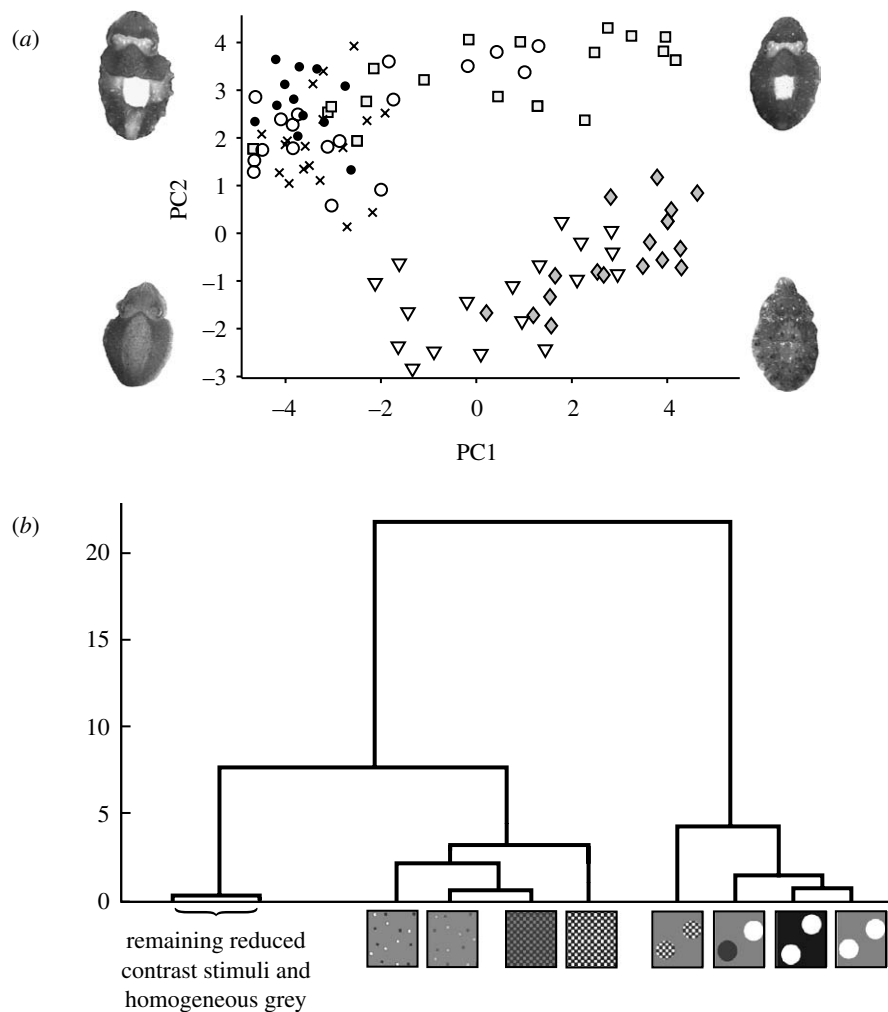 (a)
4
3
2
1
0
–1
–2
–3
PC2
–4
–2
0
2
4
PC1
(b)
20
15
10
5
0
remaining reduced
contrast stimuli and
homogeneous grey